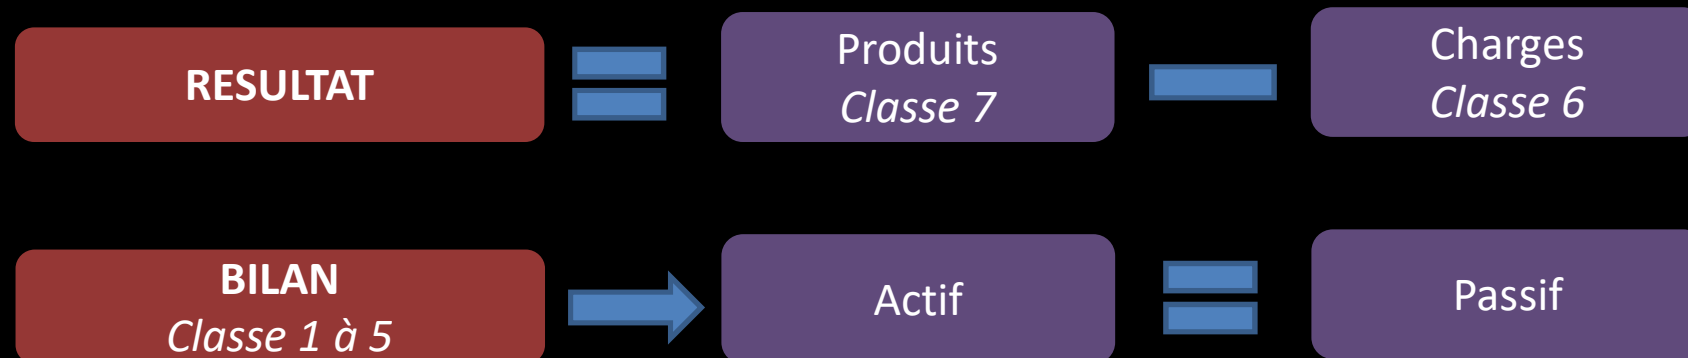 RESULTAT
Produits
Classe 7
Charges
Classe 6
BILAN
Classe 1 à 5
Actif
Passif